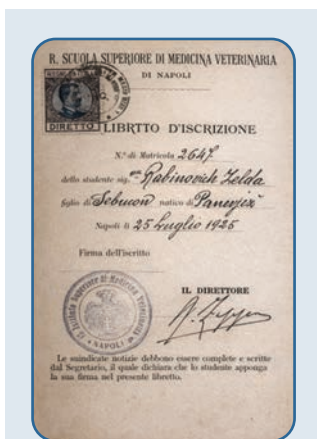 R. SCUOLA SUPERIORE DI MEDICINA VETERINARIA
DI NAPOLI
DIRETTO
LIBRTTO D'ISCRIZIONE
N.° di Matricola 2647
dello studente sig.na Rabinovich Zelda
figlio di nativo di
Napoli li 25 Luglio 1925
Firma dell'iscritto
IL DIRETTORE
NAPOLI
Le suindicate notizie debbono essere complete e scritte
dal Segretario, il quale dichiara che lo studente apponga
la sua firma nel presente libretto.